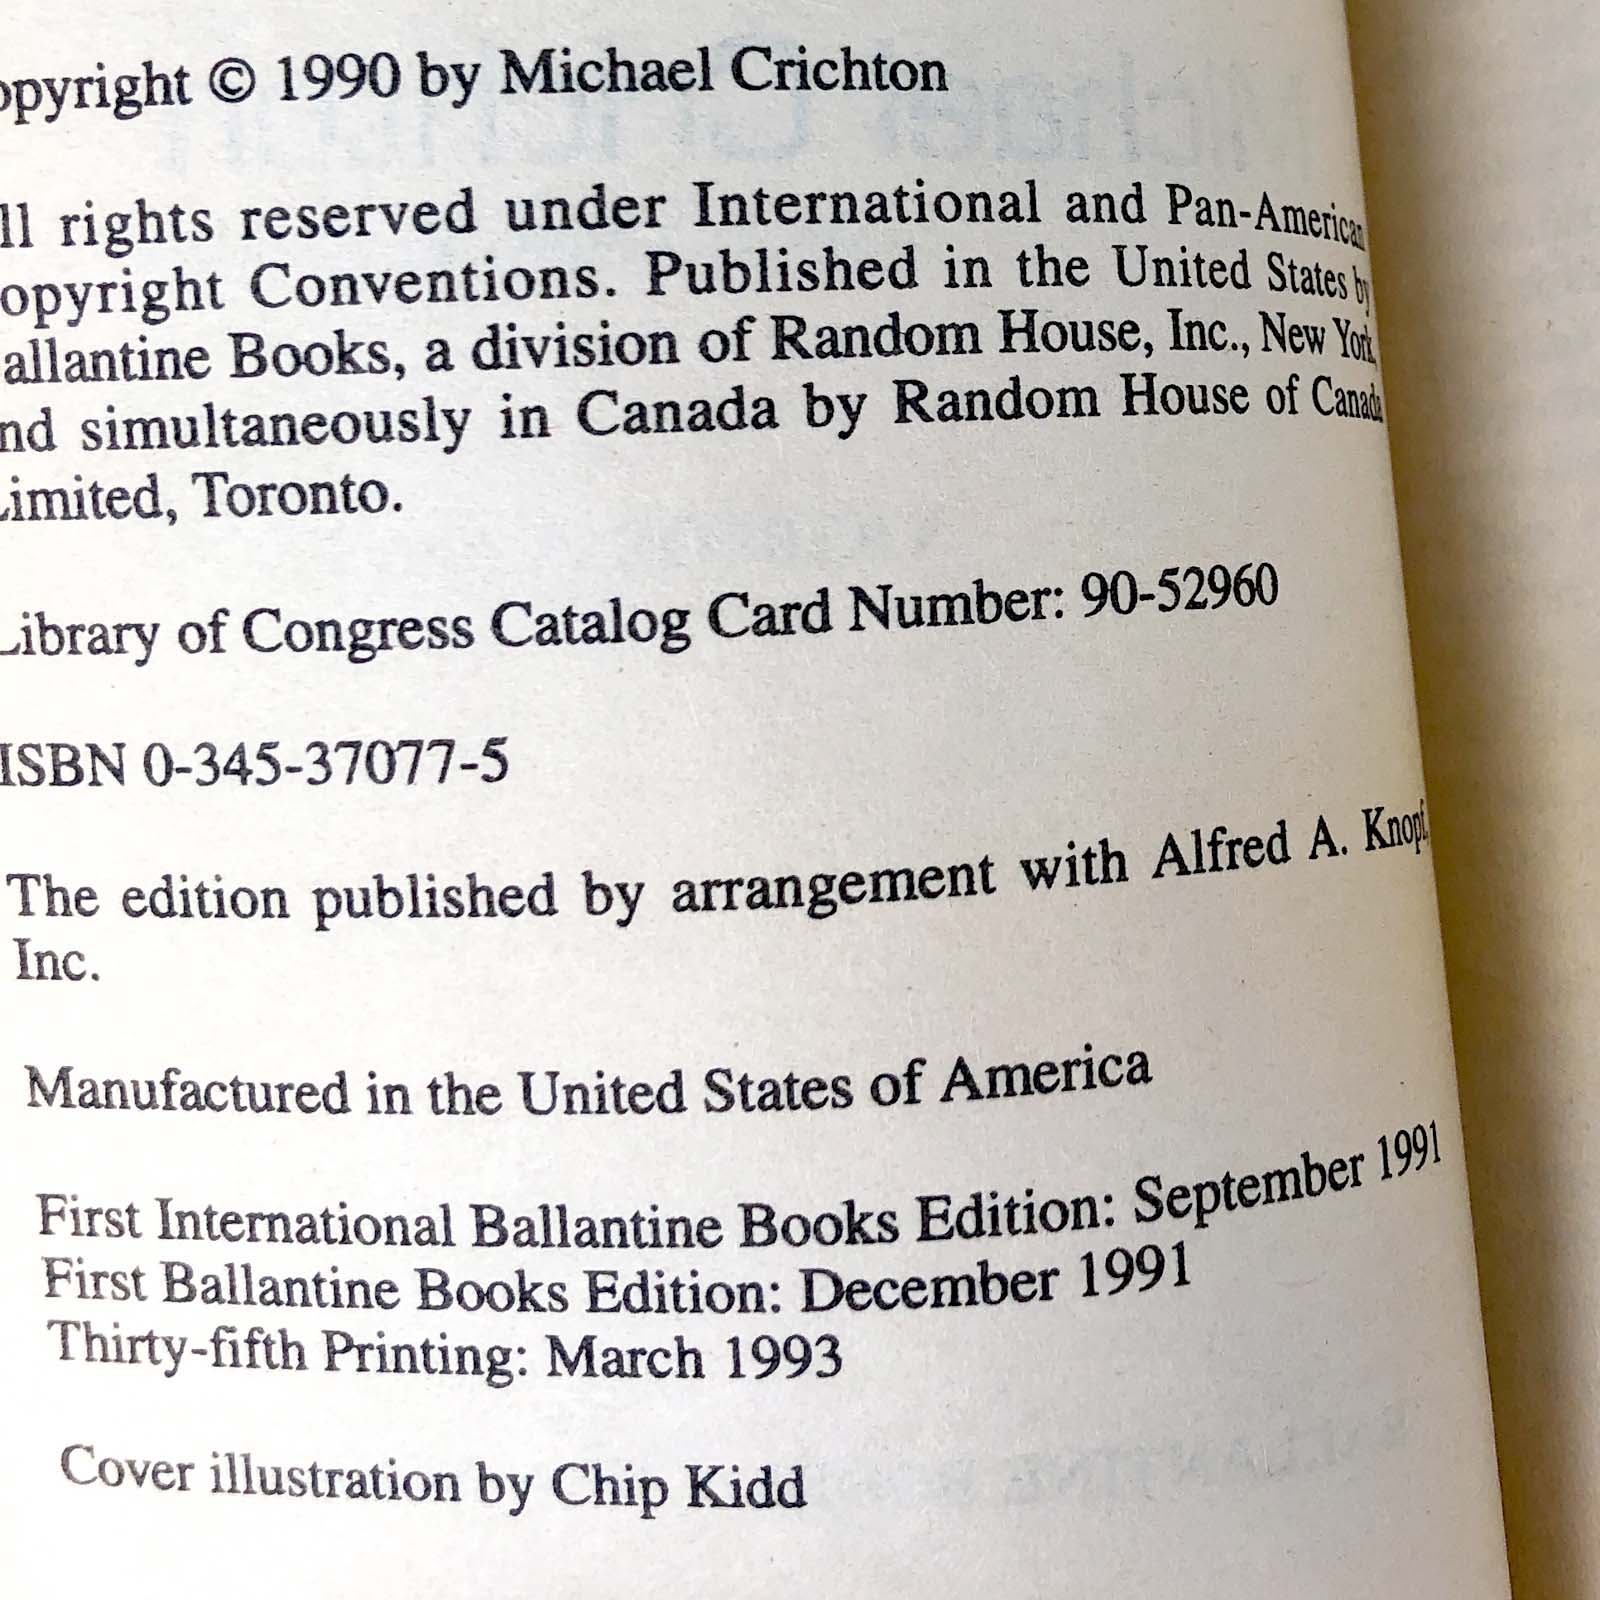 opyright © 1990 by Michael Crichton
ll rights reserved under International and Pan-American
opyright Conventions. Published in the United States by
allantine Books, a division of Random House, Inc., New York,
nd simultaneously in Canada by Random House of Canada
Limited, Toronto.
Library of Congress Catalog Card Number: 90-52960
ISBN 0-345-37077-5
The edition published by arrangement with Alfred A. Knopf,
Inc.
Manufactured in the United States of America
First International Ballantine Books Edition: September 1991
First Ballantine Books Edition: December 1991
Thirty-fifth Printing: March 1993
Cover illustration by Chip Kidd